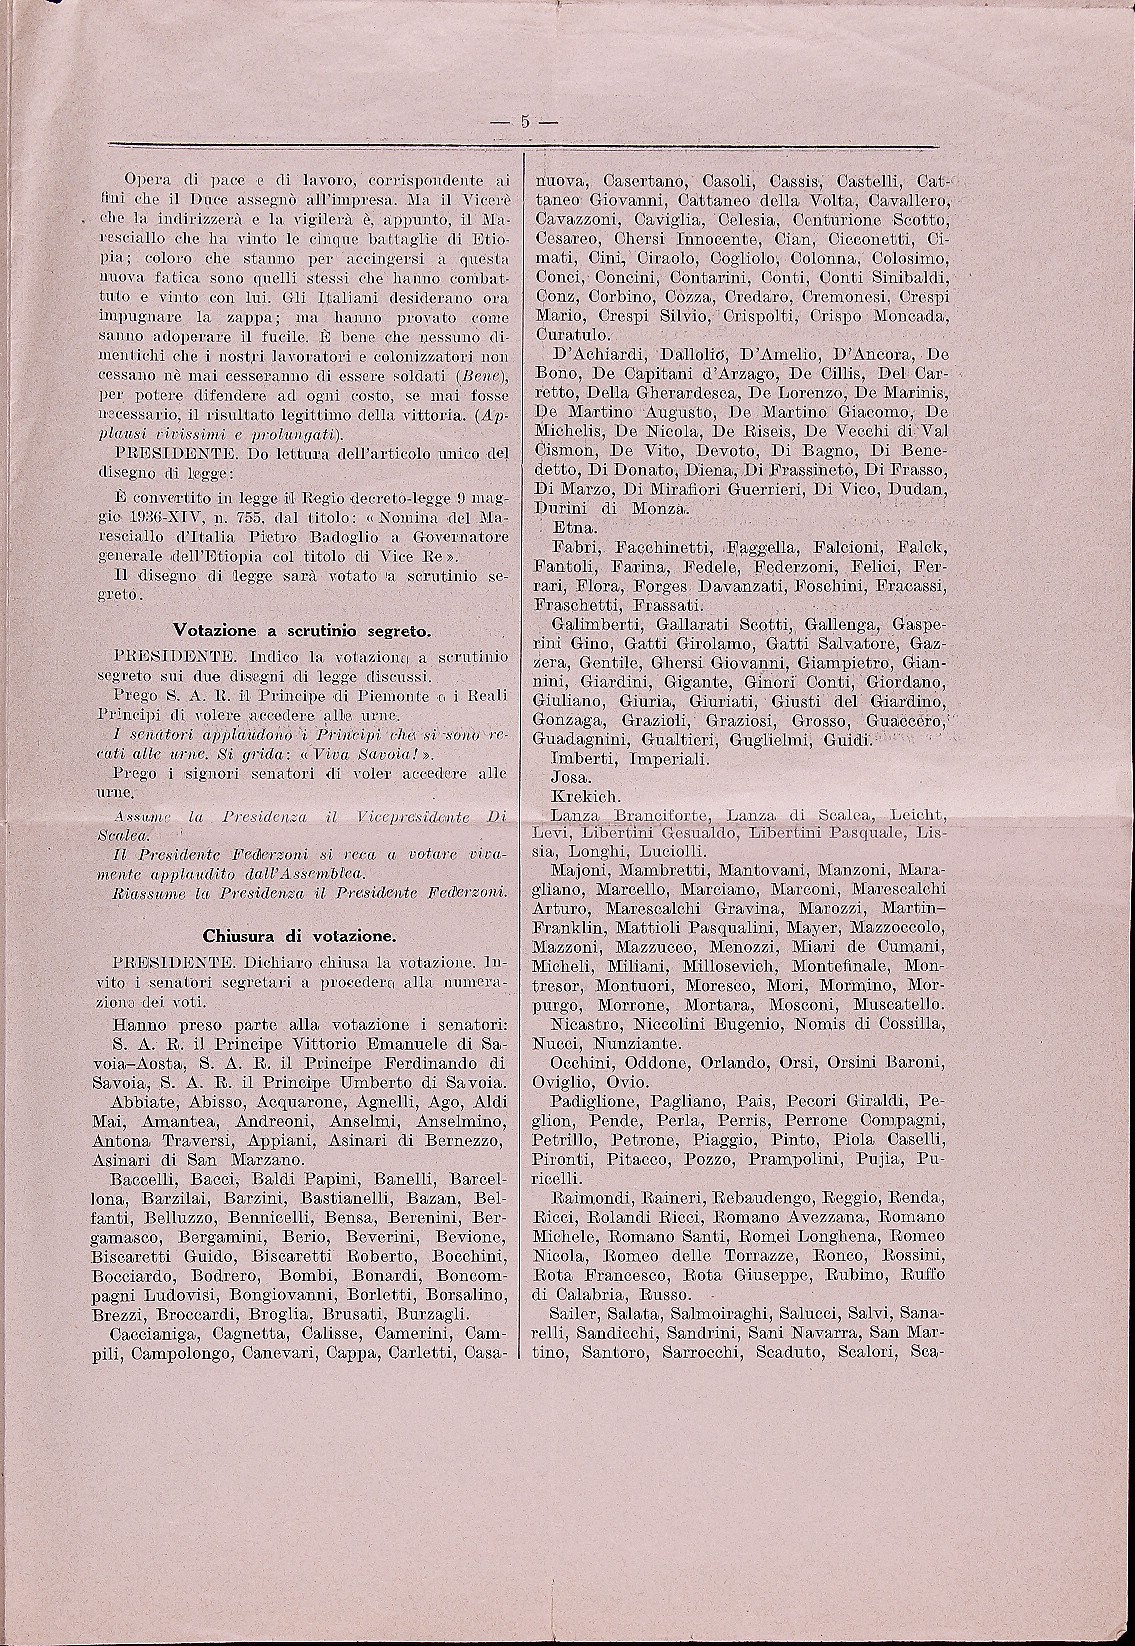 — 5 —
Opera di pace e di lavoro, corrispondente ai
fini che il Duce assegnò all'impresa. Ma il Vicerè
che la indirizzerà e la vigilerà è, appunto, il Ma-
resciallo che ha vinto le cinque battaglie di Etio-
pia; coloro che stanno per accingersi a questa
nuova fatica sono quelli stessi che hanno combat-
tuto e vinto con lui. Gli Italiani desiderano ora
impugnare la zappa; ma hanno provato come
sanno adoperare il fucile. È bene che nessuno di-
mentichi che i nostri lavoratori e colonizzatori non
cessano nè mai cesseranno di essere soldati (Bene),
per potere difendere ad ogni costo, se mai fosse
necessario, il risultato legittimo della vittoria. (Ap-
plausi vivissimi e prolungati).
PRESIDENTE. Do lettura dell'articolo unico del
disegno di legge:
È convertito in legge il Regio decreto-legge 9 mag-
gio 1936-XIV, n. 755, dal titolo: « Nomina del Ma-
resciallo d'Italia Pietro Badoglio a Governatore
generale dell'Etiopia col titolo di Vice Re ».
Il disegno di legge sarà votato a scrutinio se-
greto.
Votazione a scrutinio segreto.
PRESIDENTE. Indico la votazione a scrutinio
segreto sui due disegni di legge discussi.
Prego S. A. R. il Principe di Piemonte e i Reali
Principi di volere accedere alle urne.
I senatori applaudono i Principi che si sono re-
cati alle urne. Si grida: « Viva Savoia! ».
Prego i signori senatori di voler accedere alle
urne.
Assume la Presidenza il Vicepresidente Di
Scalea.
Il Presidente Federzoni si reca a votare viva-
mente applaudito dall'Assemblea.
Riassume la Presidenza il Presidente Federzoni.
Chiusura di votazione.
PRESIDENTE. Dichiaro chiusa la votazione. In-
vito i senatori segretari a procedere alla numera-
zione dei voti.
Hanno preso parte alla votazione i senatori:
S. A. R. il Principe Vittorio Emanuele di Sa-
voia-Aosta, S. A. R. il Principe Ferdinando di
Savoia, S. A. R. il Principe Umberto di Savoia.
Abbiate, Abisso, Acquarone, Agnelli, Ago, Aldi
Mai, Amantea, Andreoni, Anselmi, Anselmino,
Antona Traversi, Appiani, Asinari di Bernezzo,
Asinari di San Marzano.
Baccelli, Bacci, Baldi Papini, Banelli, Barcel-
lona, Barzilai, Barzini, Bastianelli, Bazan, Bel-
fanti, Belluzzo, Bennicelli, Bensa, Berenini, Ber-
gamasco, Bergamini, Berio, Beverini, Bevione,
Biscaretti Guido, Biscaretti Roberto, Bocchini,
Bocciardo, Bodrero, Bombi, Bonardi, Boncom-
pagni Ludovisi, Bongiovanni, Borletti, Borsalino,
Brezzi, Broccardi, Broglia, Brusati, Burzagli.
Caccianiga, Cagnetta, Calisse, Camerini, Cam-
pili, Campolongo, Canevari, Cappa, Carletti, Casa-
nuova, Casertano, Casoli, Cassis, Castelli, Cat-
taneo Giovanni, Cattaneo della Volta, Cavallero,
Cavazzoni, Caviglia, Celesia, Centurione Scotto,
Cesareo, Chersi Innocente, Cian, Cicconetti, Ci-
mati, Cini, Ciraolo, Cogliolo, Colonna, Colosimo,
Conci, Concini, Contarini, Conti, Conti Sinibaldi,
Conz, Corbino, Cozza, Credaro, Cremonesi, Crespi
Mario, Crespi Silvio, Crispolti, Crispo Moncada,
Curatulo.
D'Achiardi, Dallolio, D'Amelio, D'Ancora, De
Bono, De Capitani d'Arzago, De Cillis, Del Car-
retto, Della Gherardesca, De Lorenzo, De Marinis,
De Martino Augusto, De Martino Giacomo, De
Michelis, De Nicola, De Riseis, De Vecchi di Val
Cismon, De Vito, Devoto, Di Bagno, Di Bene-
detto, Di Donato, Diena, Di Frassineto, Di Frasso,
Di Marzo, Di Mirafiori Guerrieri, Di Vico, Dudan,
Durini di Monza.
Etna.
Fabri, Facchinetti, Faggella, Falcioni, Falck,
Fantoli, Farina, Fedele, Federzoni, Felici, Fer-
rari, Flora, Forges Davanzati, Foschini, Fracassi,
Fraschetti, Frassati.
Galimberti, Gallarati Scotti, Gallenga, Gaspe-
rini Gino, Gatti Girolamo, Gatti Salvatore, Gaz-
zera, Gentile, Ghersi Giovanni, Giampietro, Gian-
nini, Giardini, Gigante, Ginori Conti, Giordano,
Giuliano, Giuria, Giuriati, Giusti del Giardino,
Gonzaga, Grazioli, Graziosi, Grosso, Guaccero,
Guadagnini, Gualtieri, Guglielmi, Guidi.
Imberti, Imperiali.
Josa.
Krekich.
Lanza Branciforte, Lanza di Scalea, Leicht,
Levi, Libertini Gesualdo, Libertini Pasquale, Lis-
sia, Longhi, Luciolli.
Majoni, Mambretti, Mantovani, Manzoni, Mara-
gliano, Marcello, Marciano, Marconi, Marescalchi
Arturo, Marescalchi Gravina, Marozzi, Martin-
Franklin, Mattioli Pasqualini, Mayer, Mazzoccolo,
Mazzoni, Mazzucco, Menozzi, Miari de Cumani,
Micheli, Miliani, Millosevich, Montefinale, Mon-
tresor, Montuori, Moresco, Mori, Mormino, Mor-
purgo, Morrone, Mortara, Mosconi, Muscatello.
Nicastro, Niccolini Eugenio, Nomis di Cossilla,
Nucci, Nunziante.
Occhini, Oddone, Orlando, Orsi, Orsini Baroni,
Oviglio, Ovio.
Padiglione, Pagliano, Pais, Pecori Giraldi, Pe-
glion, Pende, Perla, Perris, Perrone Compagni,
Petrillo, Petrone, Piaggio, Pinto, Piola Caselli,
Pironti, Pitacco, Pozzo, Prampolini, Pujia, Pu-
ricelli.
Raimondi, Raineri, Rebaudengo, Reggio, Renda,
Ricci, Rolandi Ricci, Romano Avezzana, Romano
Michele, Romano Santi, Romei Longhena, Romeo
Nicola, Romeo delle Torrazze, Ronco, Rossini,
Rota Francesco, Rota Giuseppe, Rubino, Ruffo
di Calabria, Russo.
Sailer, Salata, Salmoiraghi, Salucci, Salvi, Sana-
relli, Sandicchi, Sandrini, Sani Navarra, San Mar-
tino, Santoro, Sarrocchi, Scaduto, Scalori, Sca-